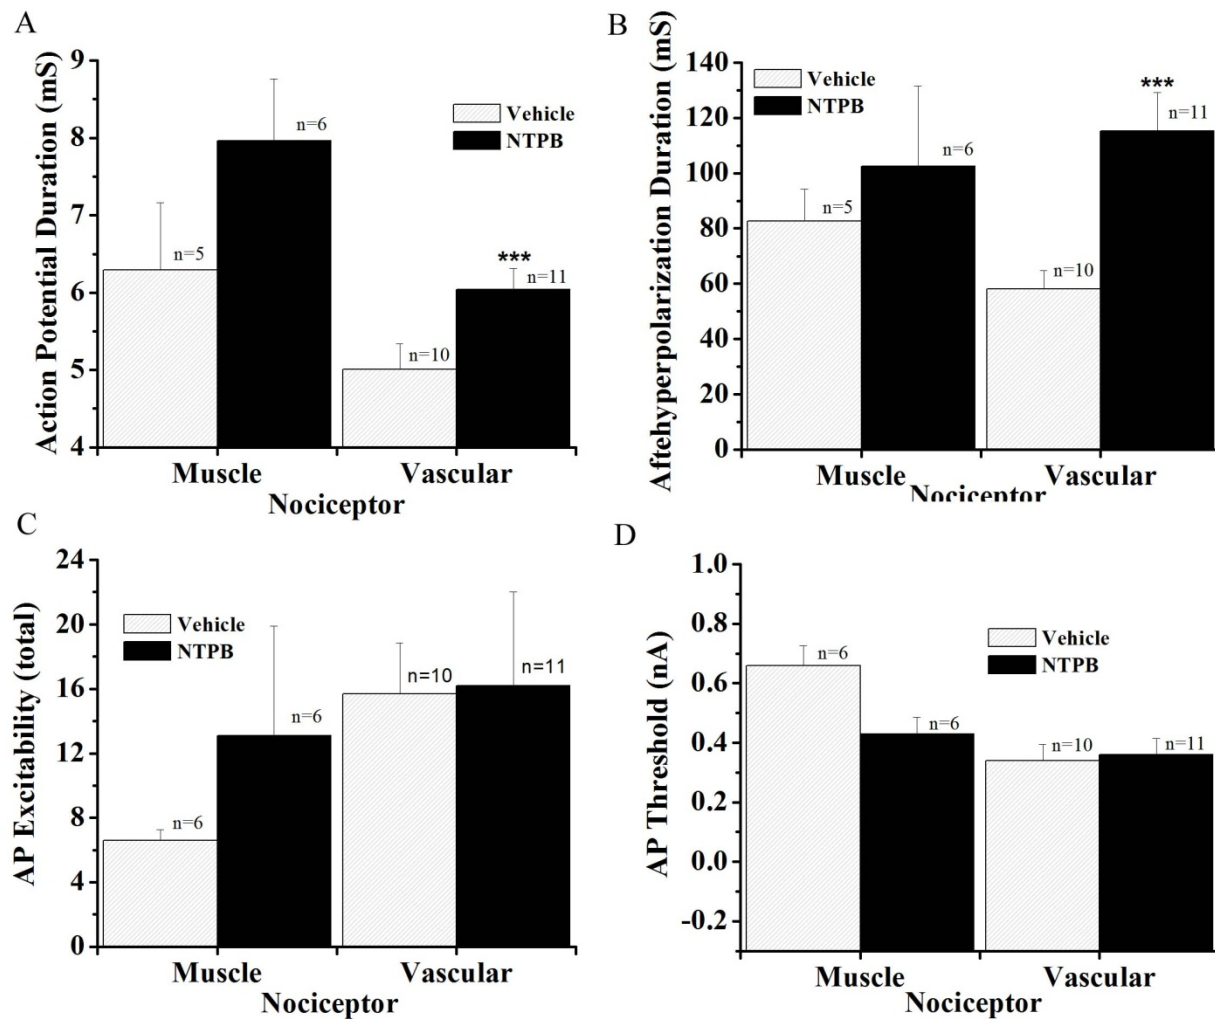 A
Action Potential Duration (mS)
9
8
7
6
5
4
Vehicle
NTPB
n=5
n=6
n=10
***
n=11
Muscle Vascular
Nociceptor
B
Aftehyperpolarization Duration (mS)
140
120
100
80
60
40
20
0
Vehicle
NTPB
n=5
n=6
n=10
***
n=11
Muscle Vascular
Nociceptor
C
AP Excitability (total)
24
20
16
12
8
4
0
Vehicle
NTPB
n=6
n=6
n=10
n=11
Muscle Vascular
Nociceptor
D
AP Threshold (nA)
1.0
0.8
0.6
0.4
0.2
0.0
-0.2
Vehicle
NTPB
n=6
n=6
n=10
n=11
Muscle Vascular
Nociceptor